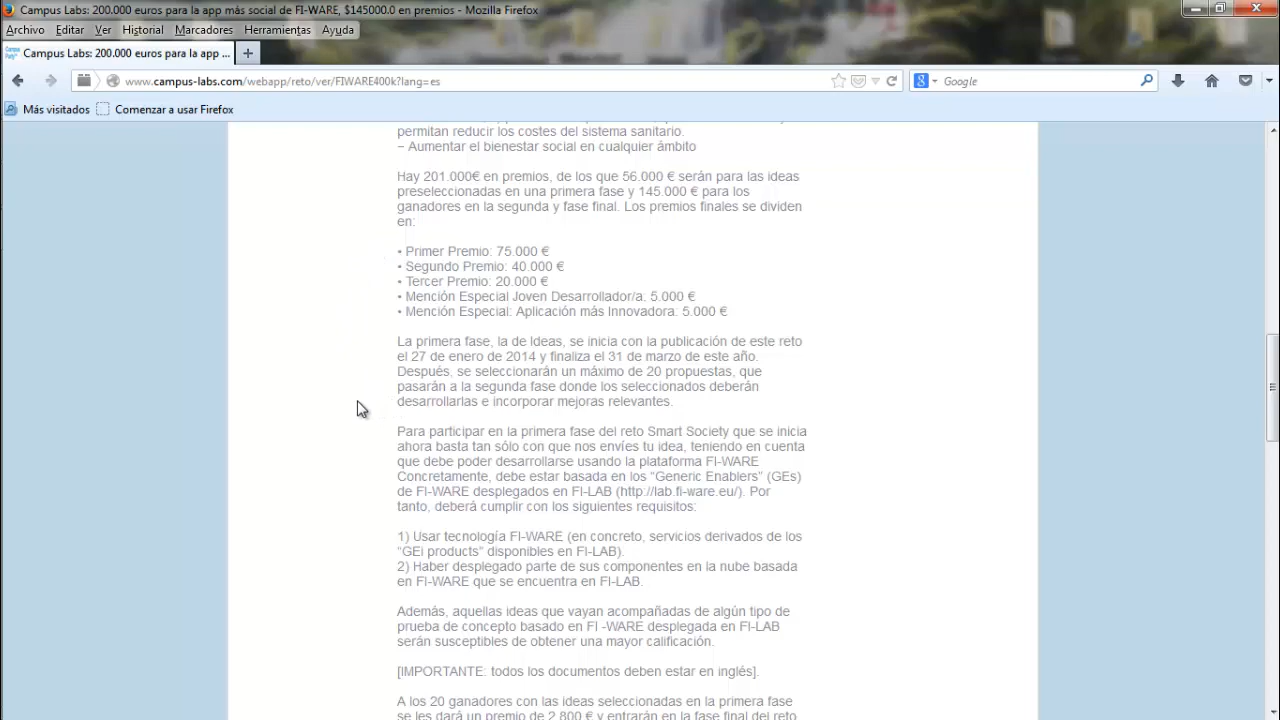 Campus Labs: 200.000 euros para la app más social de FI-WARE, $145000.0 en premios - Mozilla Firefox
Archivo Editar Ver Historial Marcadores Herramientas Ayuda
Campus Labs: 200.000 euros para la app ...
www.campus-labs.com/webapp/reto/ver/FIWARE400k?lang=es
Google
Más visitados Comenzar a usar Firefox
permitan reducir los costes del sistema sanitario.
– Aumentar el bienestar social en cualquier ámbito
Hay 201.000€ en premios, de los que 56.000 € serán para las ideas
preseleccionadas en una primera fase y 145.000 € para los
ganadores en la segunda y fase final. Los premios finales se dividen
en:
• Primer Premio: 75.000 €
• Segundo Premio: 40.000 €
• Tercer Premio: 20.000 €
• Mención Especial Joven Desarrollador/a: 5.000 €
• Mención Especial: Aplicación más Innovadora: 5.000 €
La primera fase, la de Ideas, se inicia con la publicación de este reto
el 27 de enero de 2014 y finaliza el 31 de marzo de este año.
Después, se seleccionarán un máximo de 20 propuestas, que
pasarán a la segunda fase donde los seleccionados deberán
desarrollarlas e incorporar mejoras relevantes.
Para participar en la primera fase del reto Smart Society que se inicia
ahora basta tan sólo con que nos envíes tu idea, teniendo en cuenta
que debe poder desarrollarse usando la plataforma FI-WARE
Concretamente, debe estar basada en los “Generic Enablers” (GEs)
de FI-WARE desplegados en FI-LAB (http://lab.fi-ware.eu/). Por
tanto, deberá cumplir con los siguientes requisitos:
1) Usar tecnología FI-WARE (en concreto, servicios derivados de los
“GEi products” disponibles en FI-LAB).
2) Haber desplegado parte de sus componentes en la nube basada
en FI-WARE que se encuentra en FI-LAB.
Además, aquellas ideas que vayan acompañadas de algún tipo de
prueba de concepto basado en FI -WARE desplegada en FI-LAB
serán susceptibles de obtener una mayor calificación.
[IMPORTANTE: todos los documentos deben estar en inglés].
A los 20 ganadores con las ideas seleccionadas en la primera fase
se les dará un premio de 2.800 € y entrarán en la fase final del reto